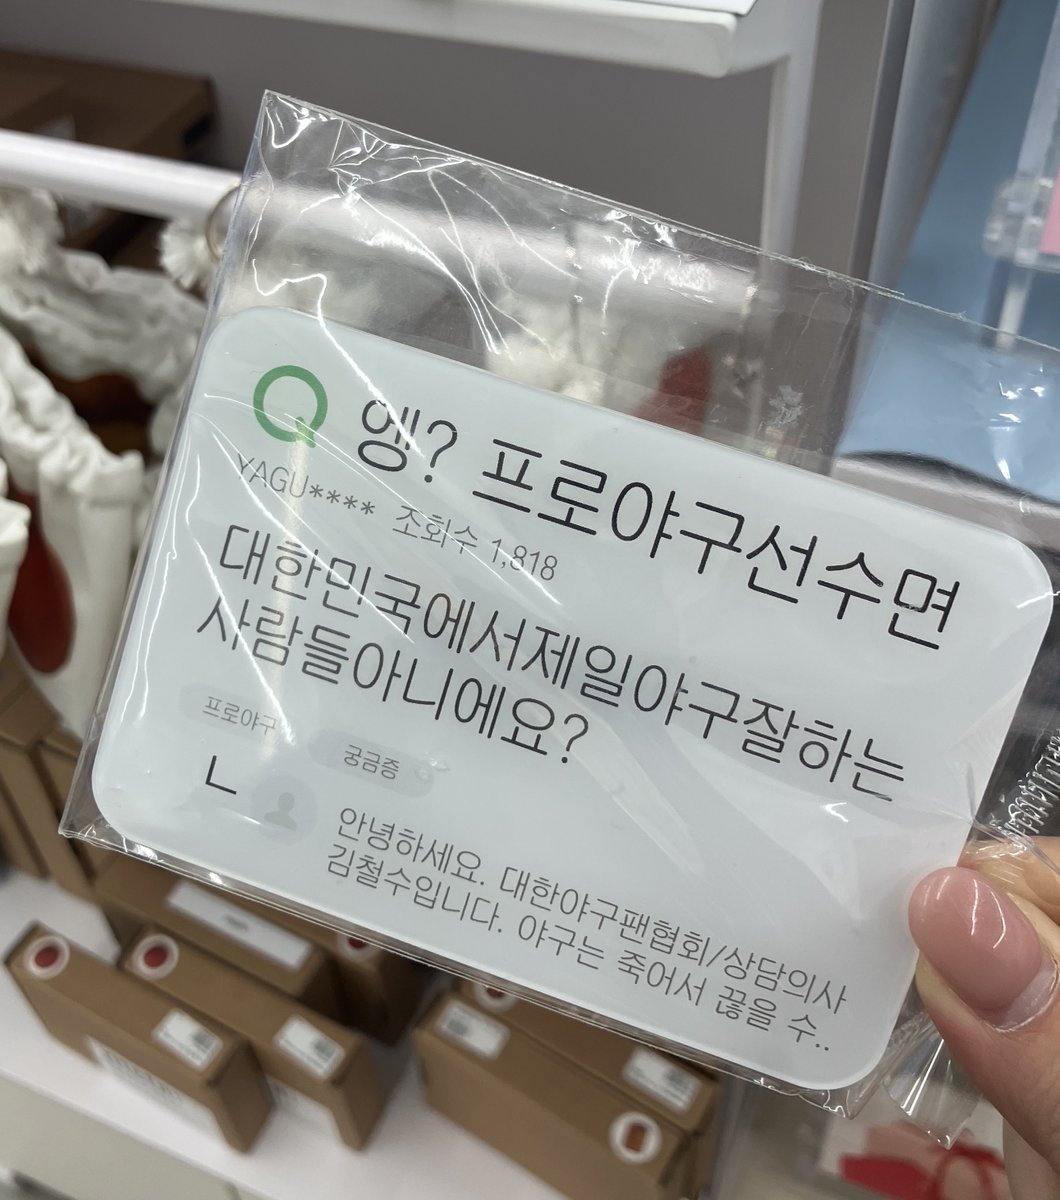 Q 엥? 프로야구선수면
YAGU**** 조회수 1,818
대한민국에서제일야구잘하는
사람들아니에요?
프로야구 궁금증
ㄴ 안녕하세요. 대한야구팬협회/상담의사
김철수입니다. 야구는 죽어서 끊을 수..